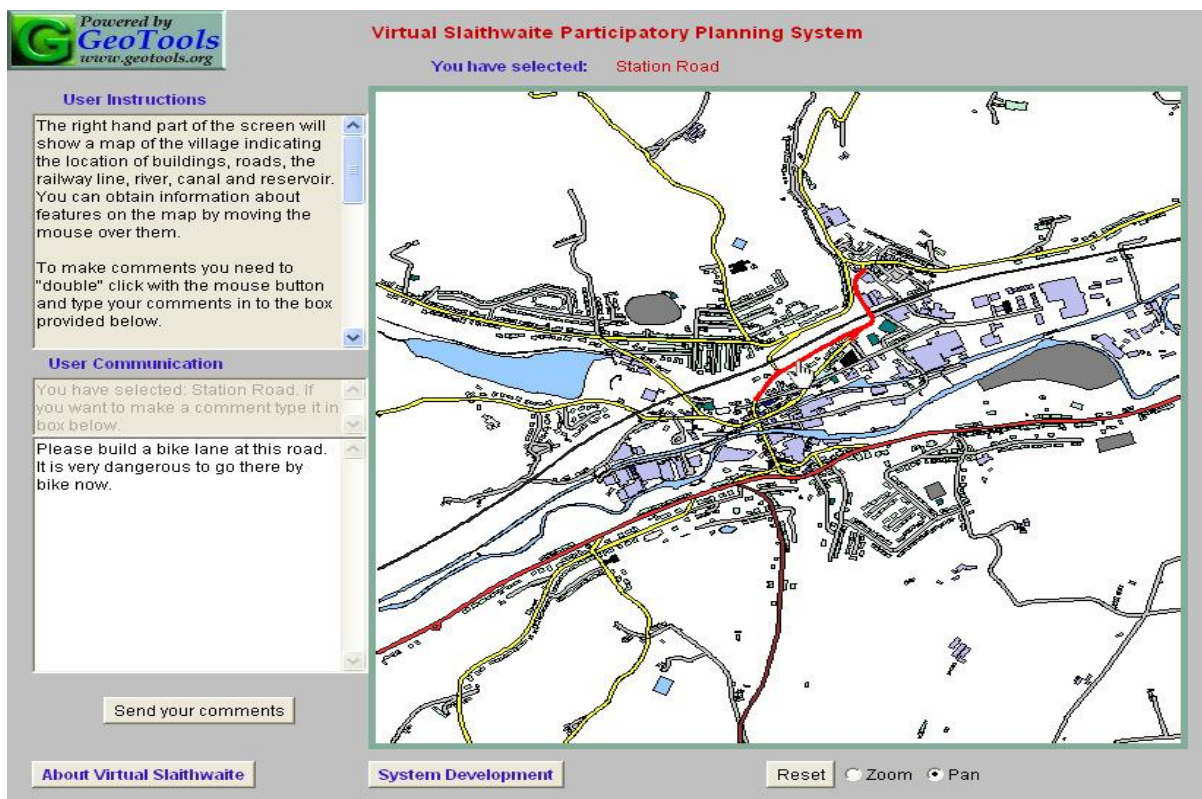 Powered by
GeoTools
www.geotools.org
Virtual Slaithwaite Participatory Planning System
You have selected: Station Road
User Instructions
The right hand part of the screen will
show a map of the village indicating
the location of buildings, roads, the
railway line, river, canal and reservoir.
You can obtain information about
features on the map by moving the
mouse over them.
To make comments you need to
"double" click with the mouse button
and type your comments in to the box
provided below.
User Communication
You have selected: Station Road. If
you want to make a comment type it in
box below.
Please build a bike lane at this road.
It is very dangerous to go there by
bike now.
Send your comments
About Virtual Slaithwaite
System Development
Reset Zoom Pan